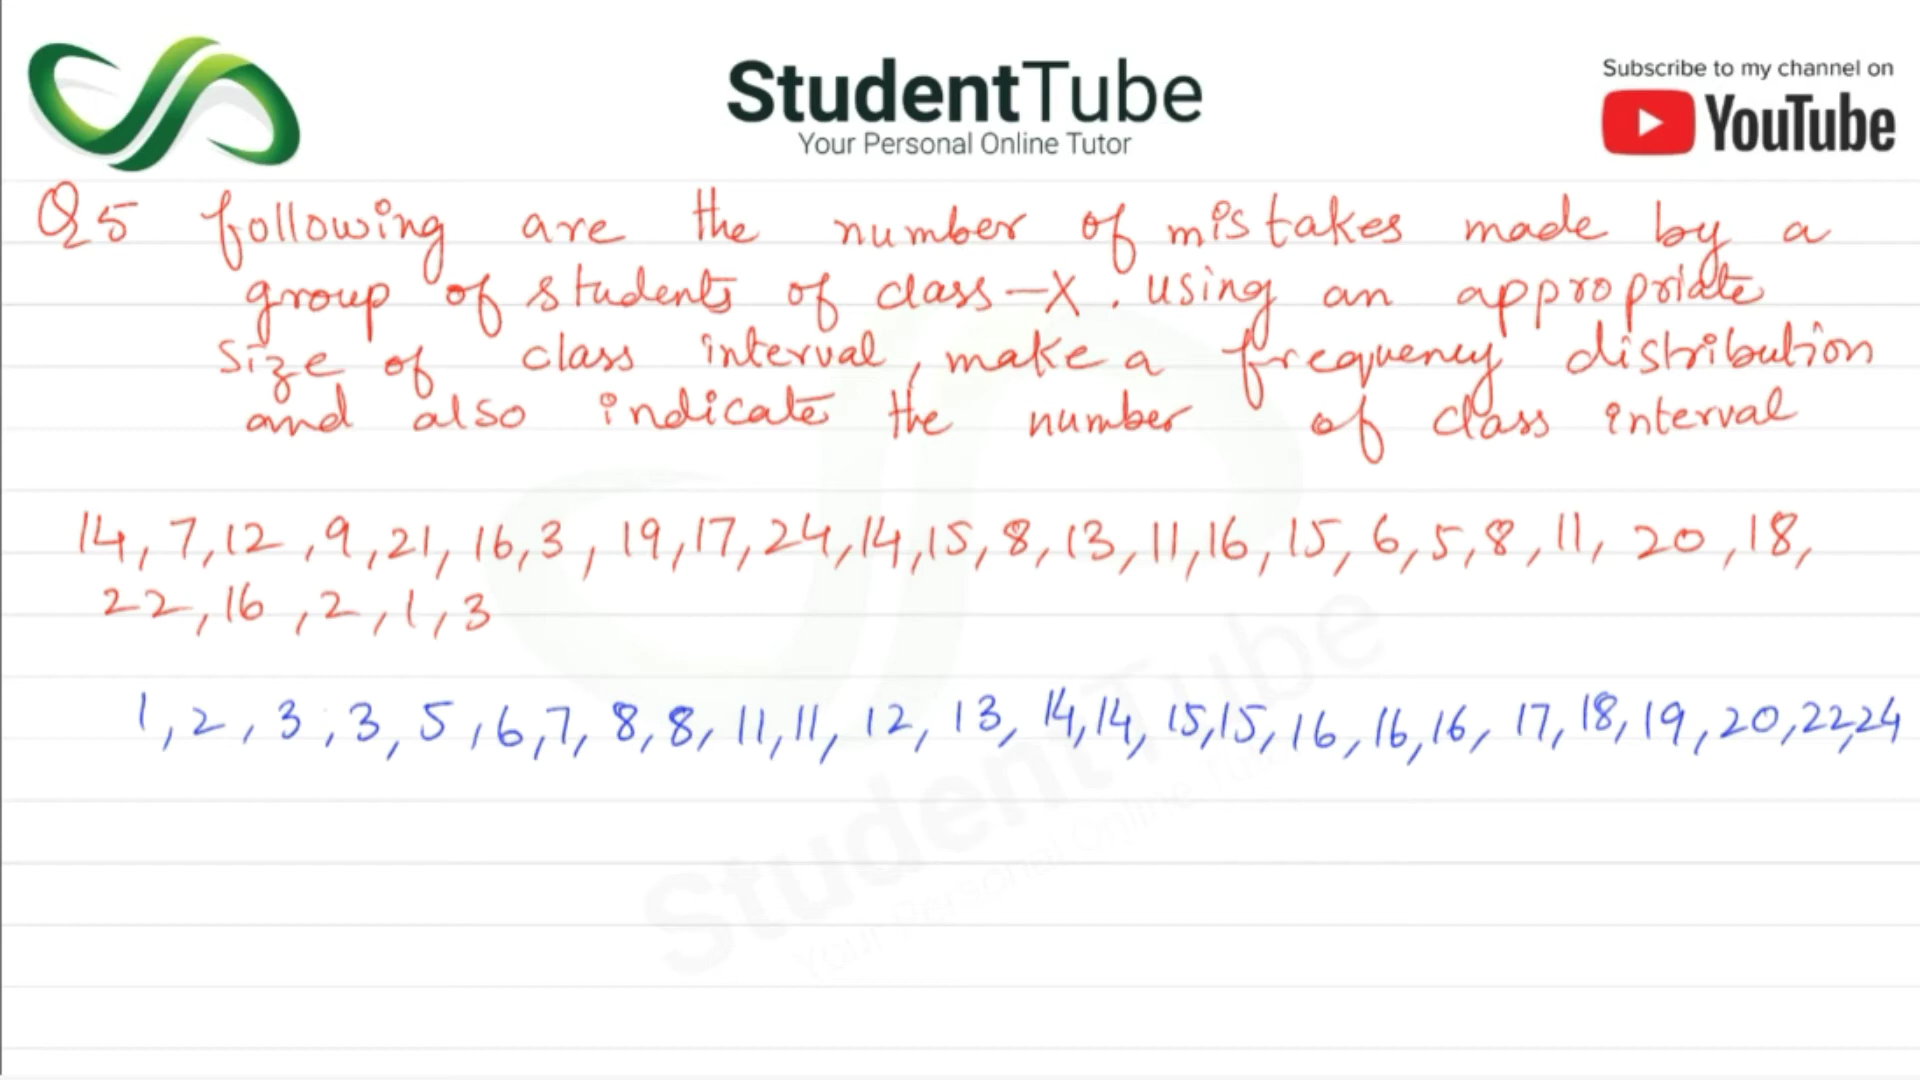 StudentTube
Your Personal Online Tutor
Subscribe to my channel on
YouTube
Q5 following are the number of mistakes made by a
group of students of class-X. using an appropriate
size of class interval, make a frequency distribution
and also indicate the number of class interval
14, 7, 12, 9, 21, 16, 3, 19, 17, 24, 14, 15, 8, 13, 11, 16, 15, 6, 5, 8, 11, 20, 18,
22, 16, 2, 1, 3
1, 2, 3, 3, 5, 6, 7, 8, 8, 11, 11, 12, 13, 14, 14, 15, 15, 16, 16, 16, 17, 18, 19, 20, 22, 24
StudentTube
Your Personal Online Tutor